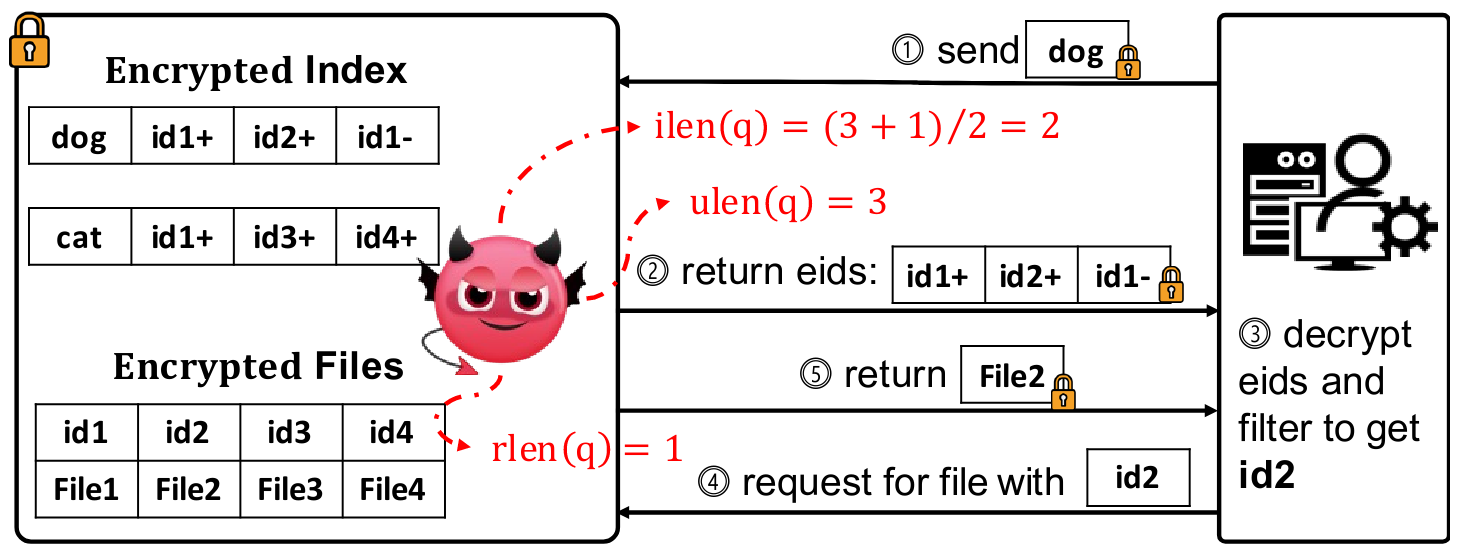 Encrypted Index
dog id1+ id2+ id1-
cat id1+ id3+ id4+
Encrypted Files
id1 id2 id3 id4
File1 File2 File3 File4
① send dog
ilen(q) = (3 + 1)/2 = 2
ulen(q) = 3
② return eids: id1+ id2+ id1-
⑤ return File2
rlen(q) = 1
④ request for file with id2
③ decrypt
eids and
filter to get
id2